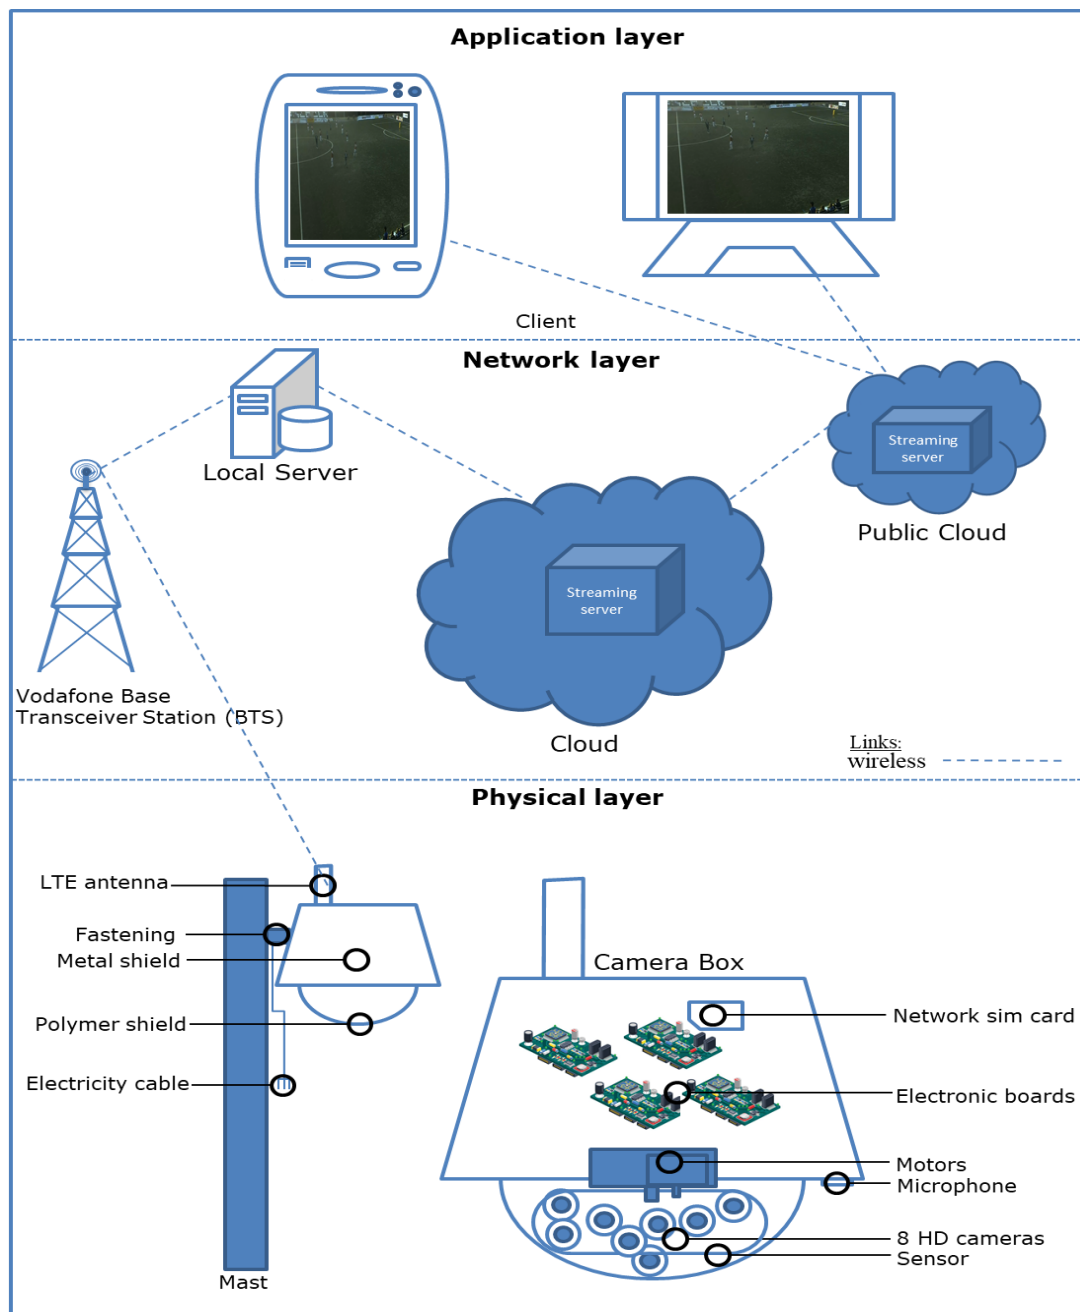 Application layer
Client
Network layer
Local Server
Streaming
server
Public Cloud
Streaming
server
Vodafone Base
Transceiver Station (BTS)
Cloud
Links:
wireless
Physical layer
LTE antenna
Fastening
Metal shield
Polymer shield
Electricity cable
Mast
Camera Box
Network sim card
Electronic boards
Motors
Microphone
8 HD cameras
Sensor